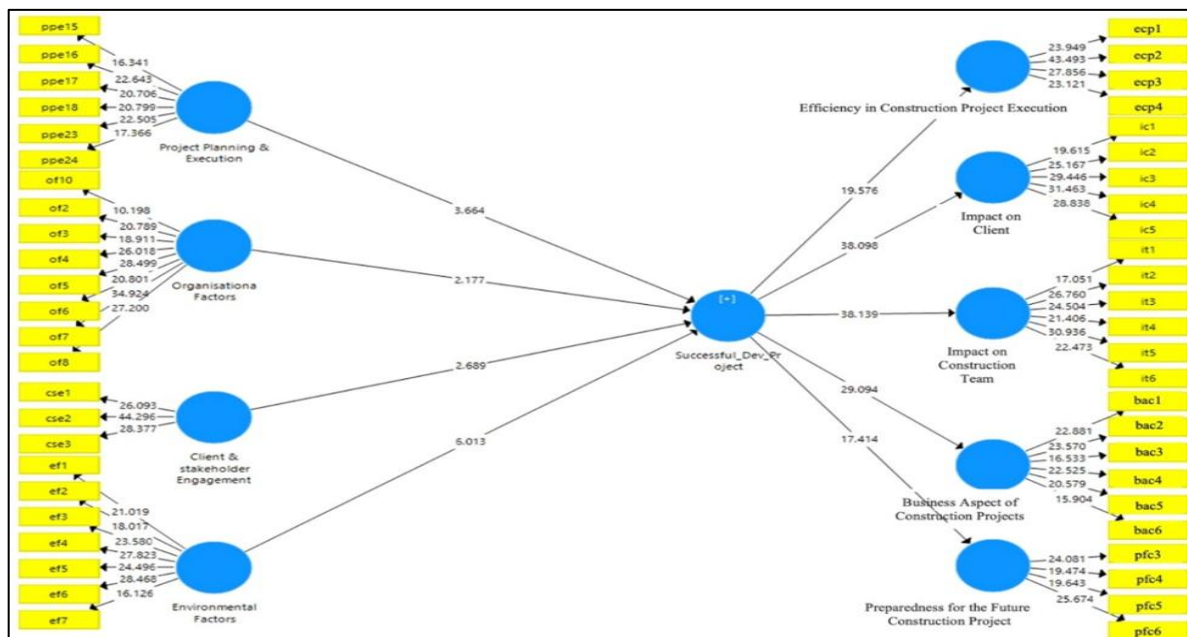 ppe15
ppe16
ppe17
ppe18
ppe23
ppe24
16.341
22.643
20.706
20.799
22.505
17.366
Project Planning &
Execution
of10
of2
of3
of4
of5
of6
of7
of8
10.198
20.789
18.911
26.018
28.499
20.801
34.924
27.200
Organisationa
Factors
cse1
cse2
cse3
26.093
44.296
28.377
Client &
stakeholder
Engagement
ef1
ef2
ef3
ef4
ef5
ef6
ef7
21.019
18.017
23.580
27.823
24.496
28.468
16.126
Environmental
Factors
3.664
2.177
2.689
6.013
[+]
Successful_Dev_Pr
oject
19.576
38.098
38.139
29.094
17.414
Efficiency in Construction Project Execution
23.949
43.493
27.856
23.121
ecp1
ecp2
ecp3
ecp4
Impact on
Client
19.615
25.167
29.446
31.463
28.838
ic1
ic2
ic3
ic4
ic5
Impact on
Construction
Team
17.051
26.760
24.504
21.406
30.936
22.473
it1
it2
it3
it4
it5
it6
Business Aspect of
Construction Projects
22.881
23.570
16.533
22.525
20.579
15.904
bac1
bac2
bac3
bac4
bac5
bac6
Preparedness for the Future
Construction Project
24.081
19.474
19.643
25.674
pfc3
pfc4
pfc5
pfc6